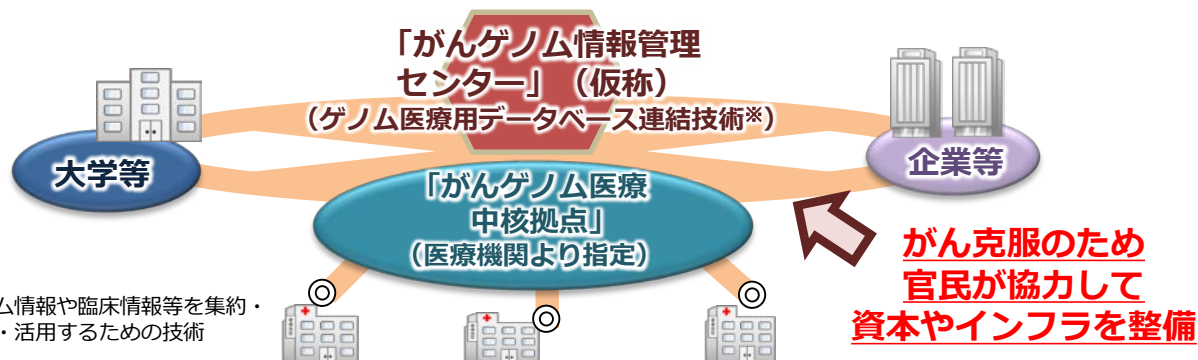 「がんゲノム情報管理
センター」（仮称）
（ゲノム医療用データベース連結技術※）
大学等
企業等
「がんゲノム医療
中核拠点」
（医療機関より指定）
がん克服のため
官民が協力して
資本やインフラを整備
ム情報や臨床情報等を集約・
・活用するための技術